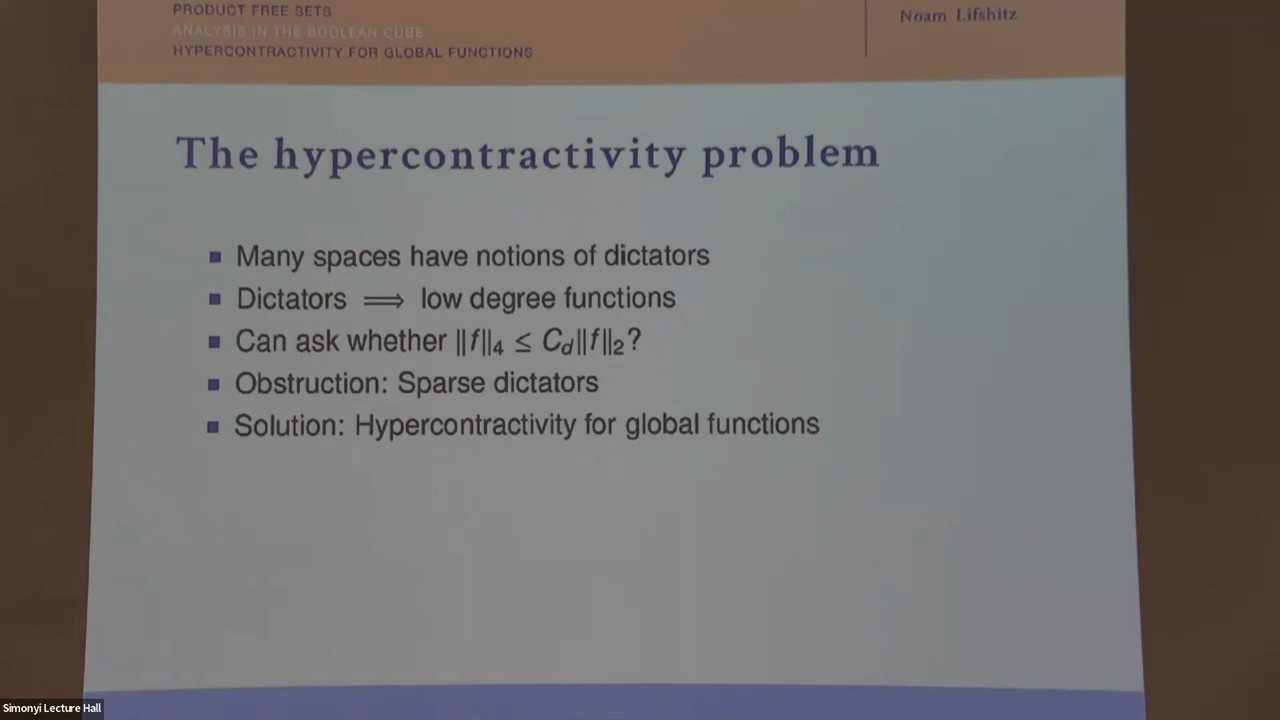 PRODUCT FREE SETS
ANALYSIS IN THE BOOLEAN CUBE
HYPERCONTRACTIVITY FOR GLOBAL FUNCTIONS
Noam Lifshitz
The hypercontractivity problem
Many spaces have notions of dictators
Dictators ⟹ low degree functions
Can ask whether ‖f‖₄ ≤ C_d‖f‖₂?
Obstruction: Sparse dictators
Solution: Hypercontractivity for global functions
Simonyi Lecture Hall